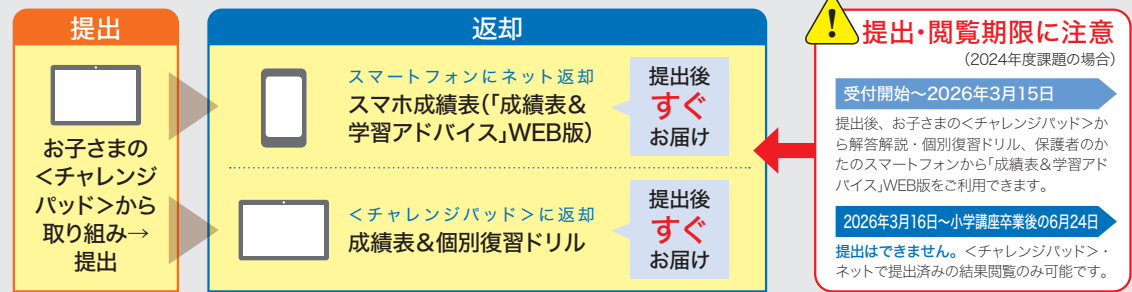 提出
お子さまの
<チャレンジ
パッド>から
取り組み→
提出
返却
スマートフォンにネット返却
スマホ成績表(「成績表&
学習アドバイス」WEB版)
提出後
すぐ
お届け
<チャレンジパッド>に返却
成績表&個別復習ドリル
提出後
すぐ
お届け
!
提出・閲覧期限に注意
(2024年度課題の場合)
受付開始〜2026年3月15日
提出後、お子さまの<チャレンジパッド>か
ら解答解説・個別復習ドリル、保護者のか
たのスマートフォンから「成績表&学習アド
バイス」WEB版をご利用できます。
2026年3月16日〜小学講座卒業後の6月24日
提出はできません。<チャレンジパッド>・
ネットで提出済みの結果閲覧のみ可能です。